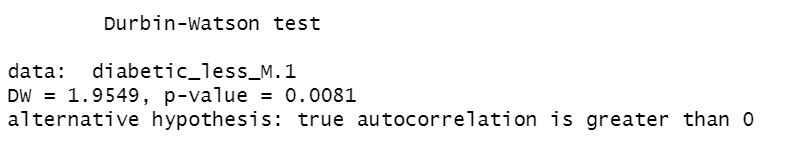 Durbin-Watson test
data: diabetic_less_M.1
DW = 1.9549, p-value = 0.0081
alternative hypothesis: true autocorrelation is greater than 0